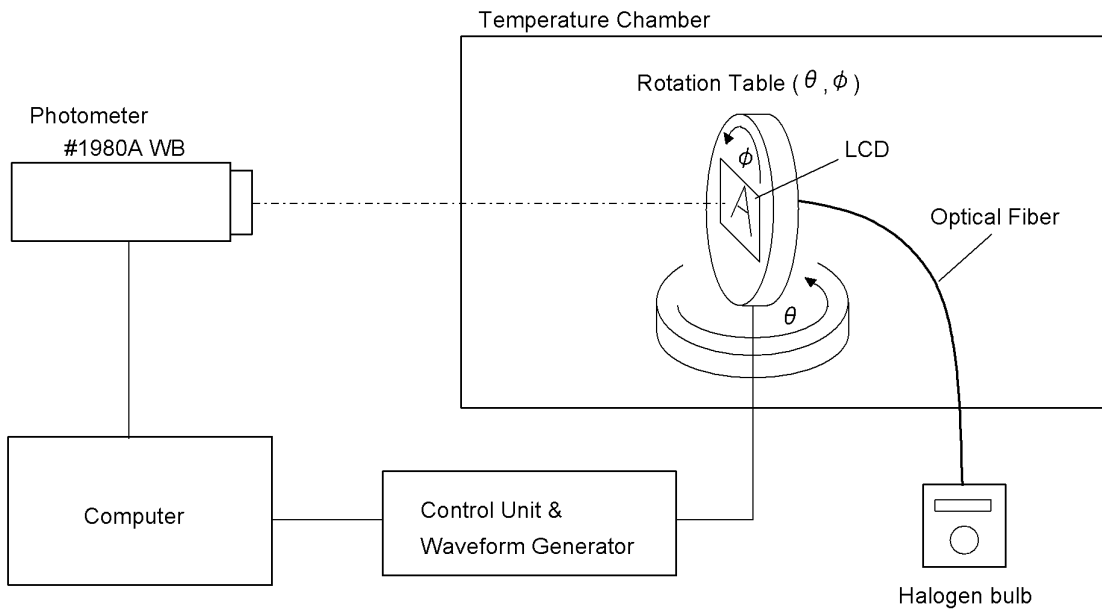 Temperature Chamber
Rotation Table ( θ , ϕ )
Photometer
#1980A WB
ϕ
LCD
A
Optical Fiber
θ
Computer
Control Unit &
Waveform Generator
Halogen bulb